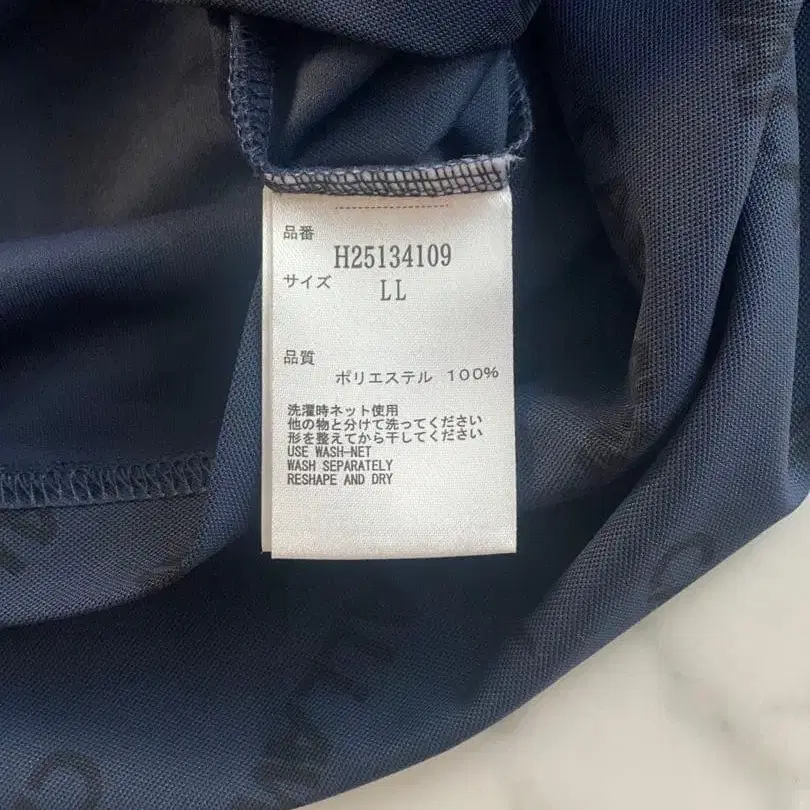 品番
H25134109
サイズ
LL
品質
ポリエステル 100%
洗濯時ネット使用
他の物と分けて洗ってください
形を整えてから干してください
USE WASH-NET
WASH SEPARATELY
RESHAPE AND DRY